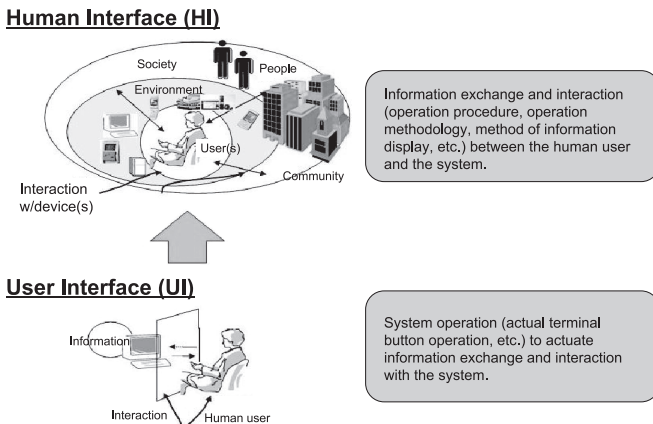 Human Interface (HI)
Society
People
Environment
User(s)
Community
Interaction
w/device(s)
Information exchange and interaction
(operation procedure, operation
methodology, method of information
display, etc.) between the human user
and the system.
User Interface (UI)
Information
Interaction
Human user
System operation (actual terminal
button operation, etc.) to actuate
information exchange and interaction
with the system.